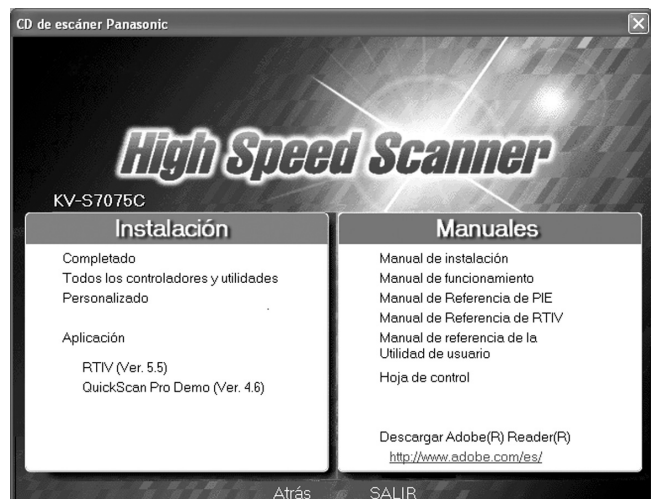 CD de escáner Panasonic
High Speed Scanner
KV-S7075C
Instalación
Completado
Todos los controladores y utilidades
Personalizado
Aplicación
RTIV (Ver. 5.5)
QuickScan Pro Demo (Ver. 4.6)
Manuales
Manual de instalación
Manual de funcionamiento
Manual de Referencia de PIE
Manual de Referencia de RTIV
Manual de referencia de la
Utilidad de usuario
Hoja de control
Descargar Adobe(R) Reader(R)
http://www.adobe.com/es/
Atrás
SALIR